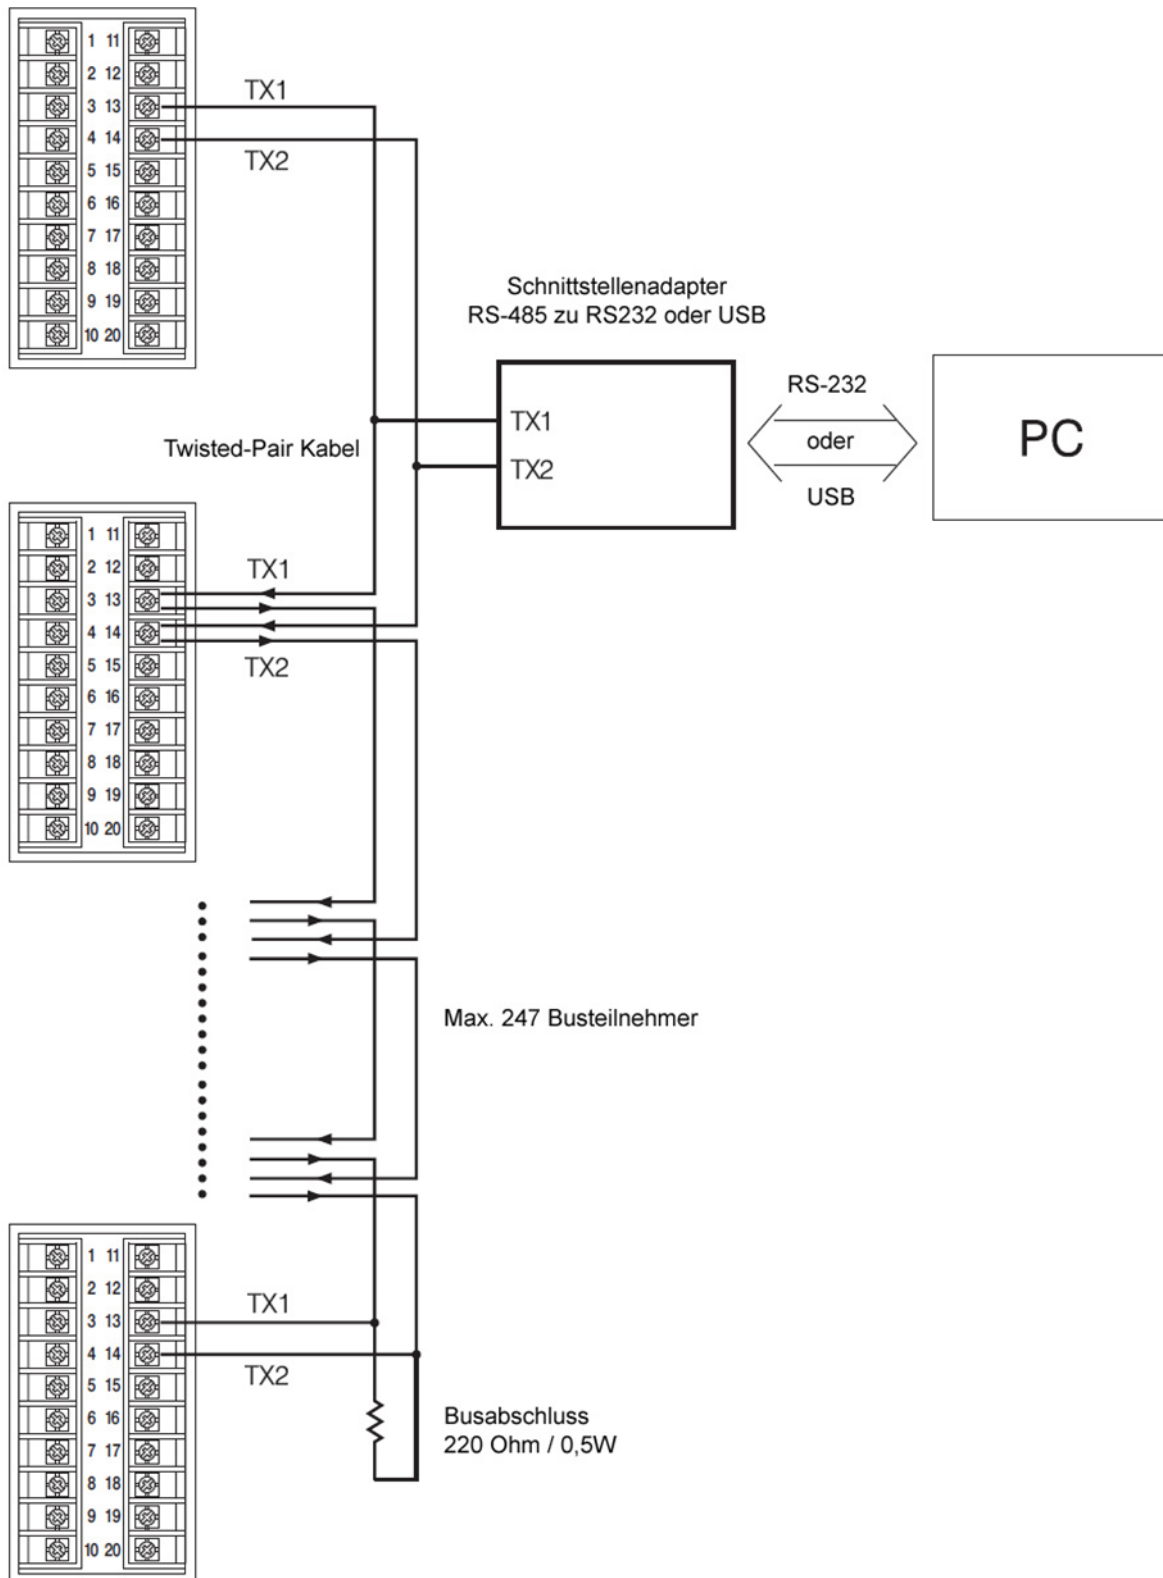 1 11
2 12
3 13
4 14
5 15
6 16
7 17
8 18
9 19
10 20
TX1
TX2
Schnittstellenadapter
RS-485 zu RS232 oder USB
TX1
TX2
RS-232
oder
USB
PC
Twisted-Pair Kabel
1 11
2 12
3 13
4 14
5 15
6 16
7 17
8 18
9 19
10 20
TX1
TX2
Max. 247 Busteilnehmer
1 11
2 12
3 13
4 14
5 15
6 16
7 17
8 18
9 19
10 20
TX1
TX2
Busabschluss
220 Ohm / 0,5W